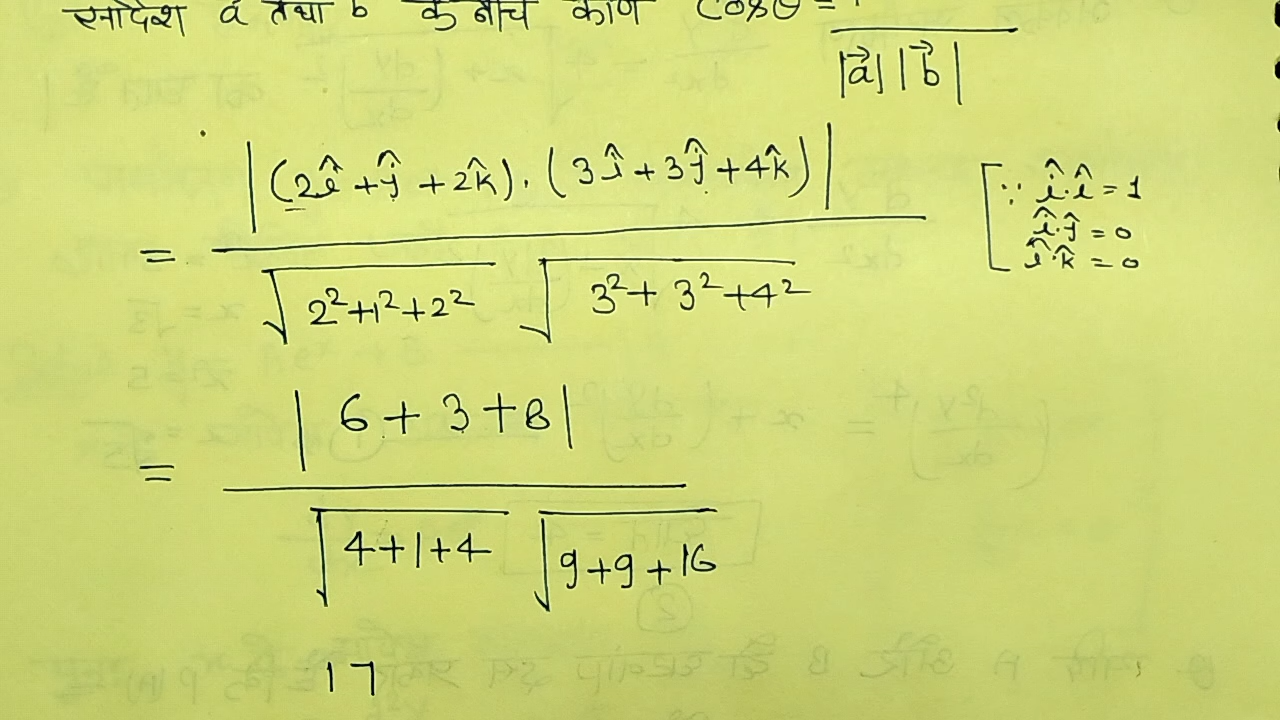 सादिश a तथा b के बीच कोण Cosθ =
|a⃗| |b⃗|
= |(2î + ĵ + 2k̂). (3î + 3ĵ + 4k̂)| / √(2²+1²+2²) √(3²+3²+4²)
[∵ î.î = 1
î.ĵ = 0
î.k̂ = 0
= |6 + 3 + 8| / √(4+1+4) √(9+9+16)
17